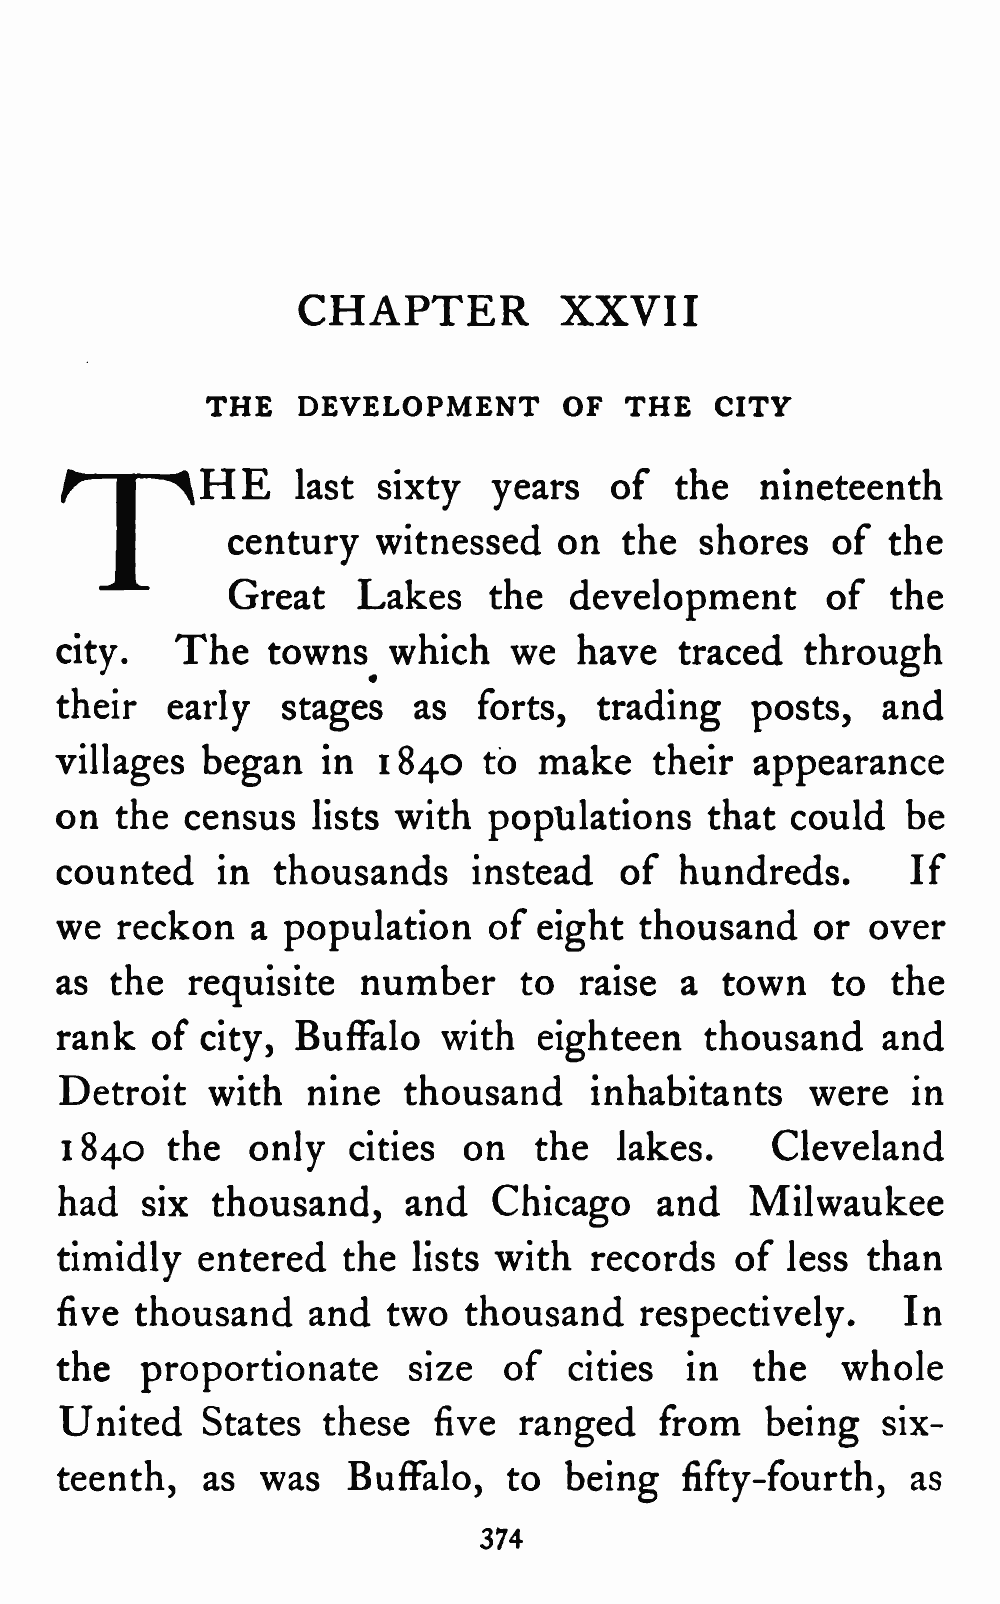 CHAPTER XXVII
THE DEVELOPMENT OF THE CITY
THE last sixty years of the nineteenth
century witnessed on the shores of the
Great Lakes the development of the
city. The towns which we have traced through
their early stages as forts, trading posts, and
villages began in 1840 to make their appearance
on the census lists with populations that could be
counted in thousands instead of hundreds. If
we reckon a population of eight thousand or over
as the requisite number to raise a town to the
rank of city, Buffalo with eighteen thousand and
Detroit with nine thousand inhabitants were in
1840 the only cities on the lakes. Cleveland
had six thousand, and Chicago and Milwaukee
timidly entered the lists with records of less than
five thousand and two thousand respectively. In
the proportionate size of cities in the whole
United States these five ranged from being six-
teenth, as was Buffalo, to being fifty-fourth, as
374